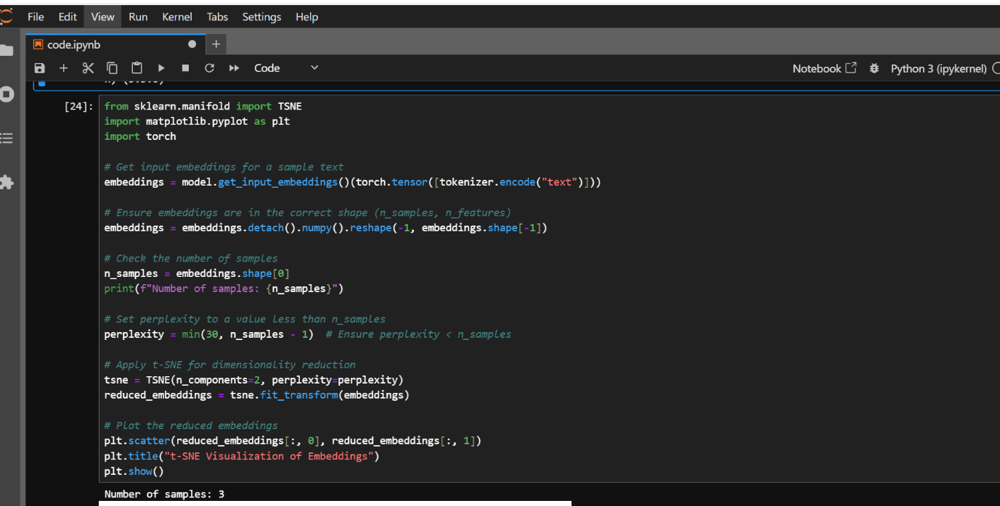 File Edit View Run Kernel Tabs Settings Help
code.ipynb
Code
Notebook
Python 3 (ipykernel)
[24]:
from sklearn.manifold import TSNE
import matplotlib.pyplot as plt
import torch
# Get input embeddings for a sample text
embeddings = model.get_input_embeddings()(torch.tensor([tokenizer.encode("text")]))
# Ensure embeddings are in the correct shape (n_samples, n_features)
embeddings = embeddings.detach().numpy().reshape(-1, embeddings.shape[-1])
# Check the number of samples
n_samples = embeddings.shape[0]
print(f"Number of samples: {n_samples}")
# Set perplexity to a value less than n_samples
perplexity = min(30, n_samples - 1)  # Ensure perplexity < n_samples
# Apply t-SNE for dimensionality reduction
tsne = TSNE(n_components=2, perplexity=perplexity)
reduced_embeddings = tsne.fit_transform(embeddings)
# Plot the reduced embeddings
plt.scatter(reduced_embeddings[:, 0], reduced_embeddings[:, 1])
plt.title("t-SNE Visualization of Embeddings")
plt.show()
Number of samples: 3